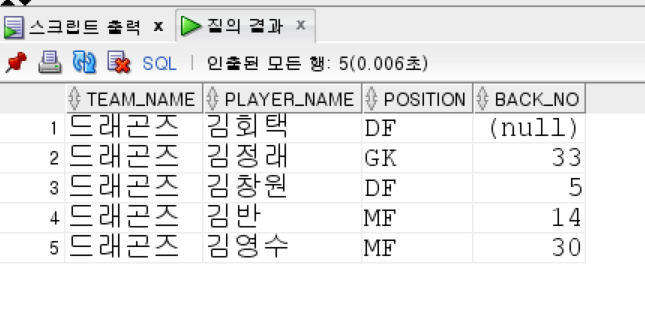 스크립트 출력 x 질의 결과 x
SQL | 인출된 모든 행: 5(0.006초)
TEAM_NAME PLAYER_NAME POSITION BACK_NO
1 드래곤즈 김회택 DF (null)
2 드래곤즈 김정래 GK 33
3 드래곤즈 김창원 DF 5
4 드래곤즈 김반 MF 14
5 드래곤즈 김영수 MF 30